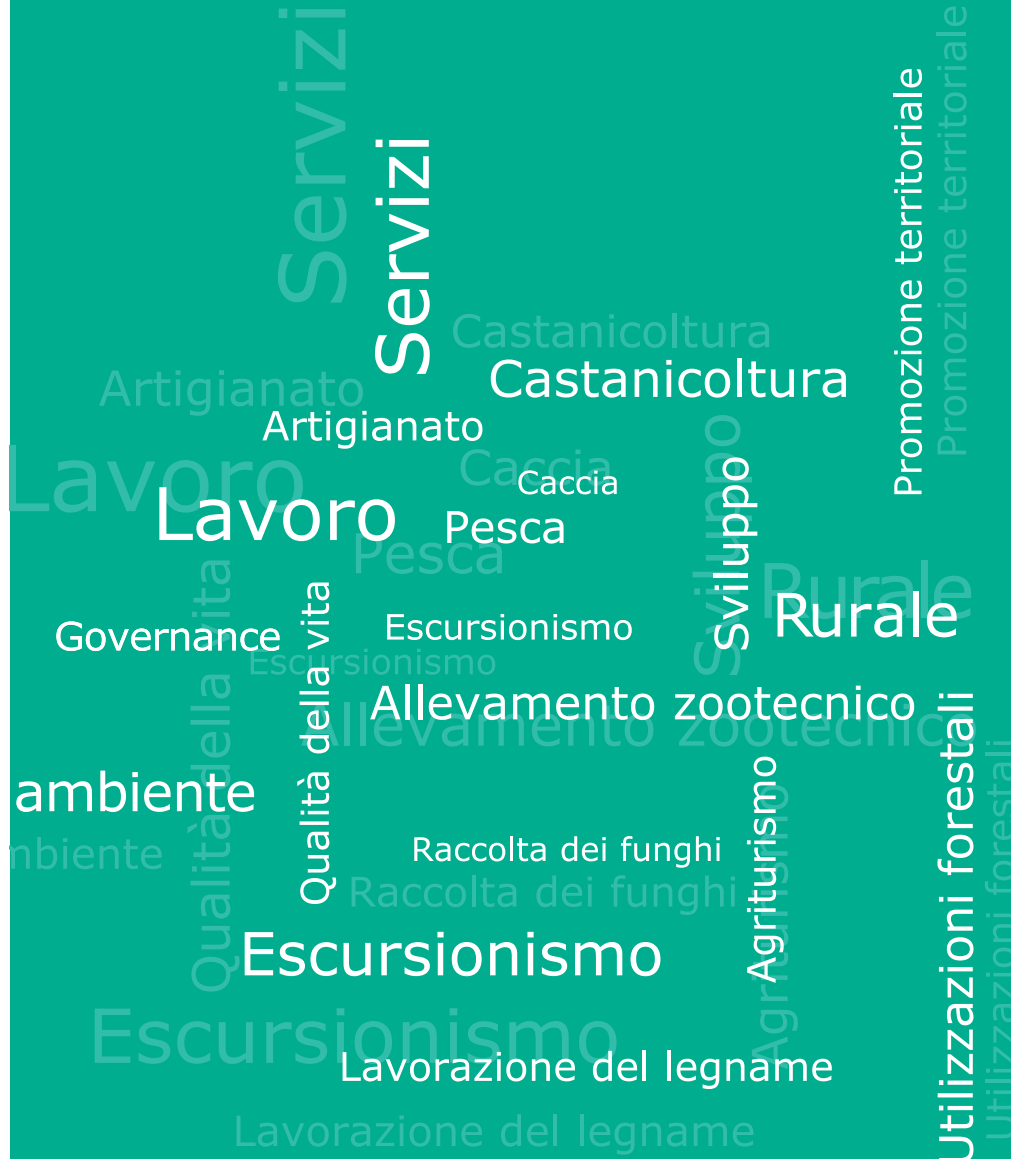 Servizi
Servizi
Promozione territoriale
Promozione territoriale
Castanicoltura
Castanicoltura
Artigianato
Artigianato
Lavoro
Lavoro
Caccia
Caccia
Pesca
Pesca
Sviluppo
Sviluppo
Rurale
Rurale
Governance
Qualità della vita
Qualità della vita
Escursionismo
Escursionismo
Allevamento zootecnico
Allevamento zootecnico
ambiente
mbiente
Raccolta dei funghi
Raccolta dei funghi
Agriturismo
Agriturismo
Utilizzazioni forestali
Utilizzazioni forestali
Escursionismo
Escursionismo
Lavorazione del legname
Lavorazione del legname